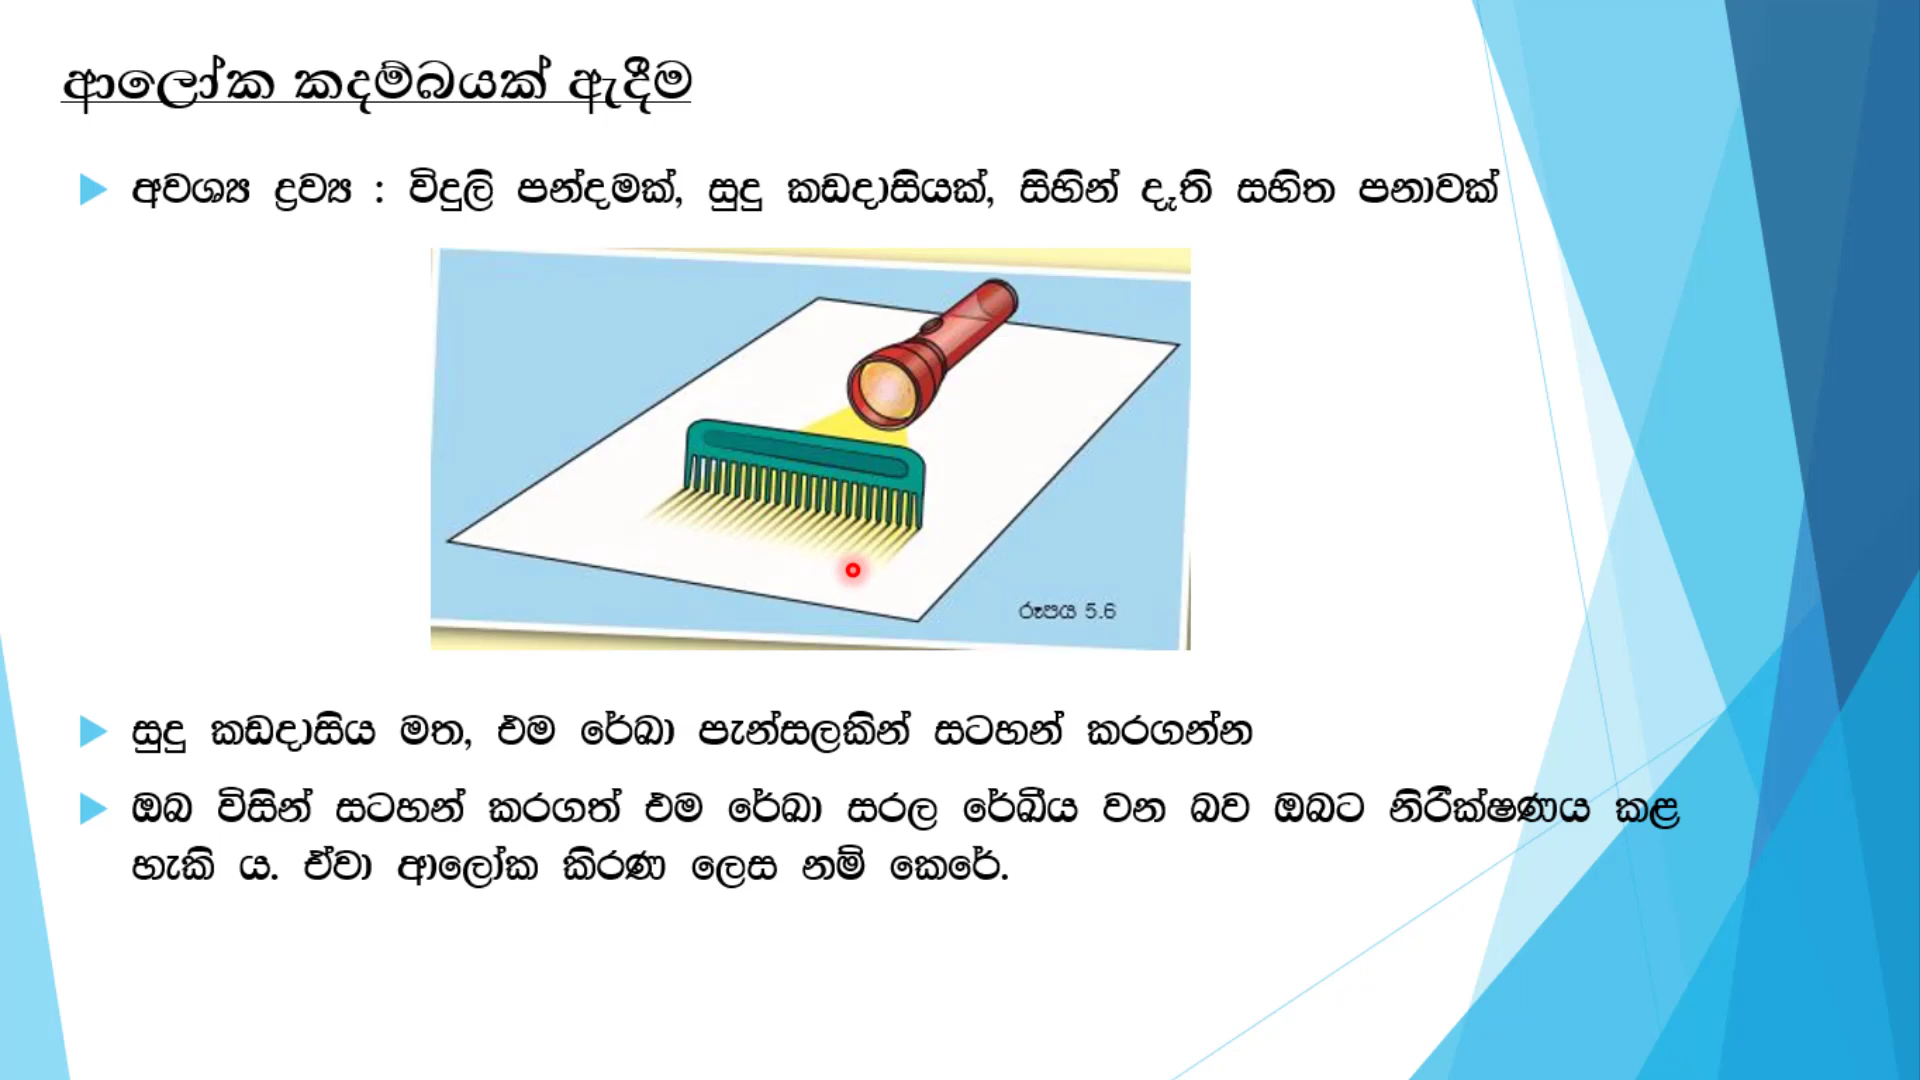 ආලෝක කදම්බයක් ඇදීම
අවශ්‍ය ද්‍රව්‍ය : විදුලි පන්දමක්, සුදු කඩදාසියක්, සිහින් දැති සහිත පනාවක්
රූපය 5.6
සුදු කඩදාසිය මත, එම රේඛා පැන්සලකින් සටහන් කරගන්න
ඔබ විසින් සටහන් කරගත් එම රේඛා සරල රේඛීය වන බව ඔබට නිරීක්ෂණය කළ
හැකි ය. ඒවා ආලෝක කිරණ ලෙස නම් කෙරේ.